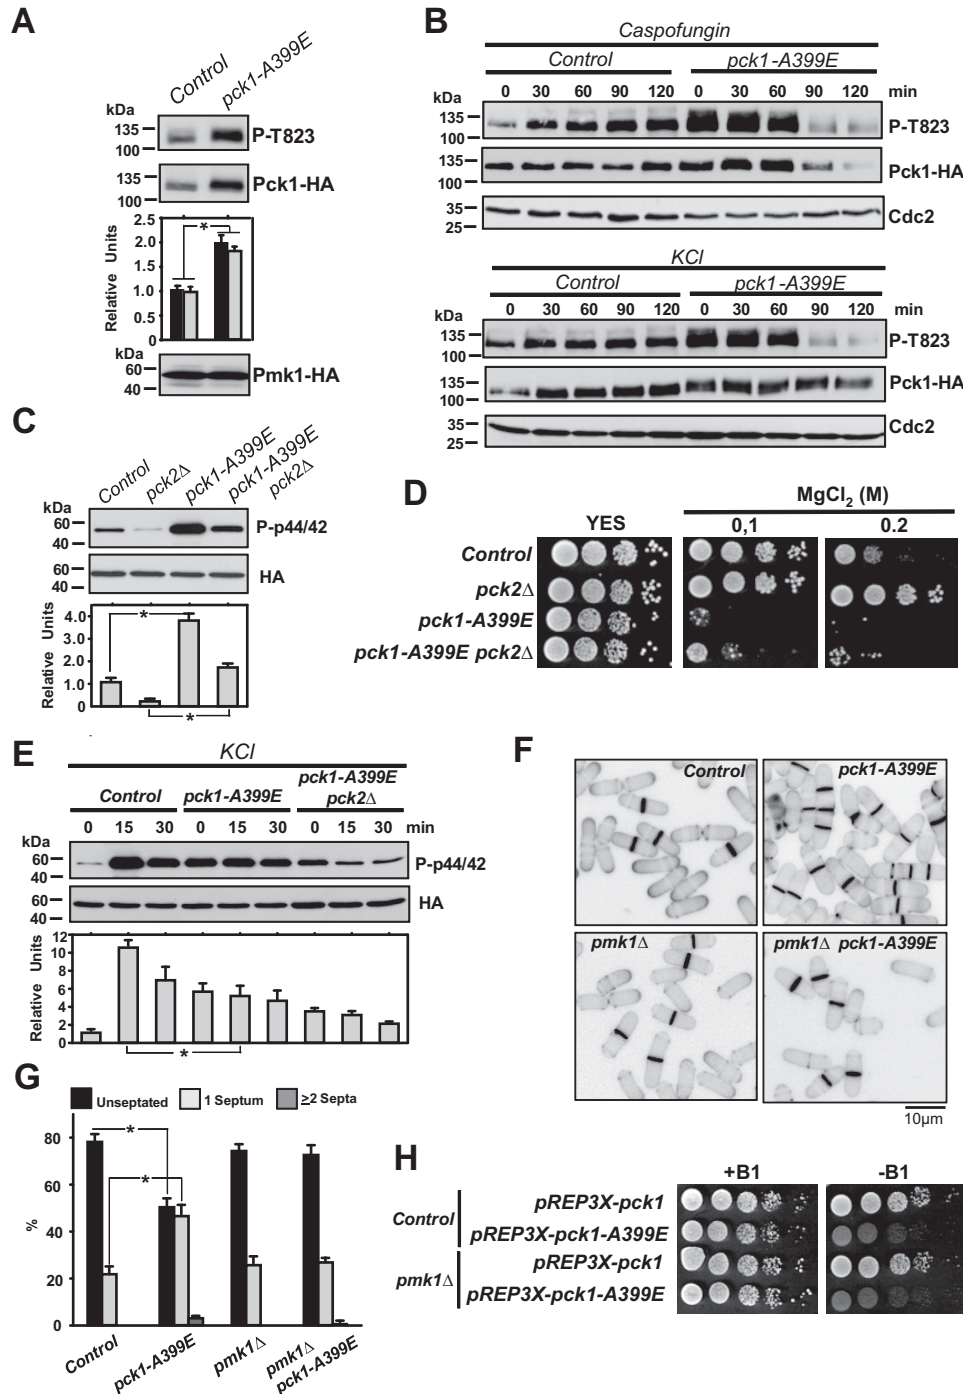 A
Control
pck1-A399E
kDa
135
100
P-T823
135
100
Pck1-HA
2.5
2.0
1.5
1.0
0.5
0
Relative Units
*
kDa
60
40
Pmk1-HA
B
Caspofungin
Control
pck1-A399E
0 30 60 90 120 0 30 60 90 120 min
kDa
135
100
P-T823
135
100
Pck1-HA
35
25
Cdc2
KCl
Control
pck1-A399E
0 30 60 90 120 0 30 60 90 120 min
kDa
135
100
P-T823
135
100
Pck1-HA
35
25
Cdc2
C
Control
pck2Δ
pck1-A399E
pck1-A399E
pck2Δ
kDa
60
40
P-p44/42
60
40
HA
4.0
3.0
2.0
1.0
0
Relative Units
*
*
D
MgCl2 (M)
YES
0,1
0.2
Control
pck2Δ
pck1-A399E
pck1-A399E pck2Δ
E
KCl
Control
pck1-A399E
pck1-A399E
pck2Δ
0 15 30 0 15 30 0 15 30 min
kDa
60
40
P-p44/42
60
40
HA
12
10
8
6
4
2
0
Relative Units
*
F
Control
pck1-A399E
pmk1Δ
pmk1Δ pck1-A399E
10µm
G
Unseptated
1 Septum
≥2 Septa
80
60
40
20
0
%
*
*
Control
pck1-A399E
pmk1Δ
pmk1Δ
pck1-A399E
H
+B1
-B1
Control
pREP3X-pck1
pREP3X-pck1-A399E
pmk1Δ
pREP3X-pck1
pREP3X-pck1-A399E